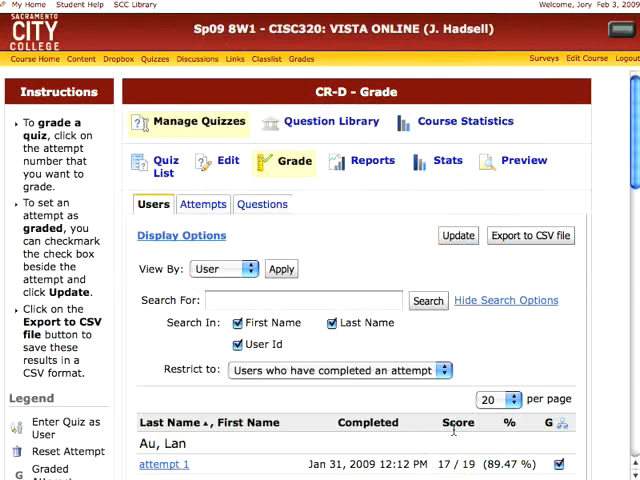 My Home Student Help SCC Library
Welcome, Jory Feb 3, 2009
SACRAMENTO
CITY
COLLEGE
Sp09 8W1 - CISC320: VISTA ONLINE (J. Hadsell)
Course Home Content Dropbox Quizzes Discussions Links Classlist Grades
Surveys Edit Course Logout
Instructions
To grade a
quiz, click on
the attempt
number that
you want to
grade.
To set an
attempt as
graded, you
can checkmark
the check box
beside the
attempt and
click Update.
Click on the
Export to CSV
file button to
save these
results in a
CSV format.
Legend
Enter Quiz as
User
Reset Attempt
G Graded
Attempt
CR-D - Grade
Manage Quizzes Question Library Course Statistics
Quiz
List
Edit Grade Reports Stats Preview
Users Attempts Questions
Display Options
Update Export to CSV file
View By: User Apply
Search For: Search Hide Search Options
Search In: First Name Last Name
User Id
Restrict to: Users who have completed an attempt
20 per page
Last Name, First Name Completed Score % G
Au, Lan
attempt 1 Jan 31, 2009 12:12 PM 17 / 19 (89.47 %)